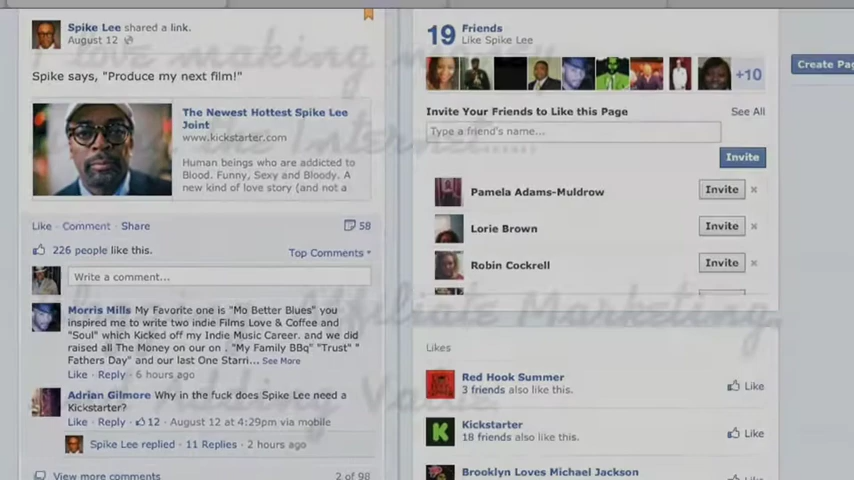 Spike Lee shared a link.
August 12
Spike says, "Produce my next film!"
The Newest Hottest Spike Lee
Joint
www.kickstarter.com
Human beings who are addicted to
Blood. Funny, Sexy and Bloody. A
new kind of love story (and not a
Like · Comment · Share
58
226 people like this.
Top Comments
Write a comment...
Morris Mills My Favorite one is "Mo Better Blues" you
inspired me to write two indie Films Love & Coffee and
"Soul" which Kicked off my Indie Music Career. and we did
raised all The Money on our on . "My Family BBq" "Trust" "
Fathers Day" and our last One Starri... See More
Like · Reply · 6 hours ago
Adrian Gilmore Why in the fuck does Spike Lee need a
Kickstarter?
Like · Reply · 12 · August 12 at 4:29pm via mobile
Spike Lee replied · 11 Replies · 2 hours ago
View more comments
2 of 98
19 Friends
Like Spike Lee
+10
Invite Your Friends to Like this Page
See All
Type a friend's name...
Invite
Pamela Adams-Muldrow
Invite
Lorie Brown
Invite
Robin Cockrell
Invite
Likes
Red Hook Summer
3 friends also like this.
Like
Kickstarter
18 friends also like this.
Like
Brooklyn Loves Michael Jackson
Create Pag
I love making money
Internet......
Affiliate Marketing,
Adding